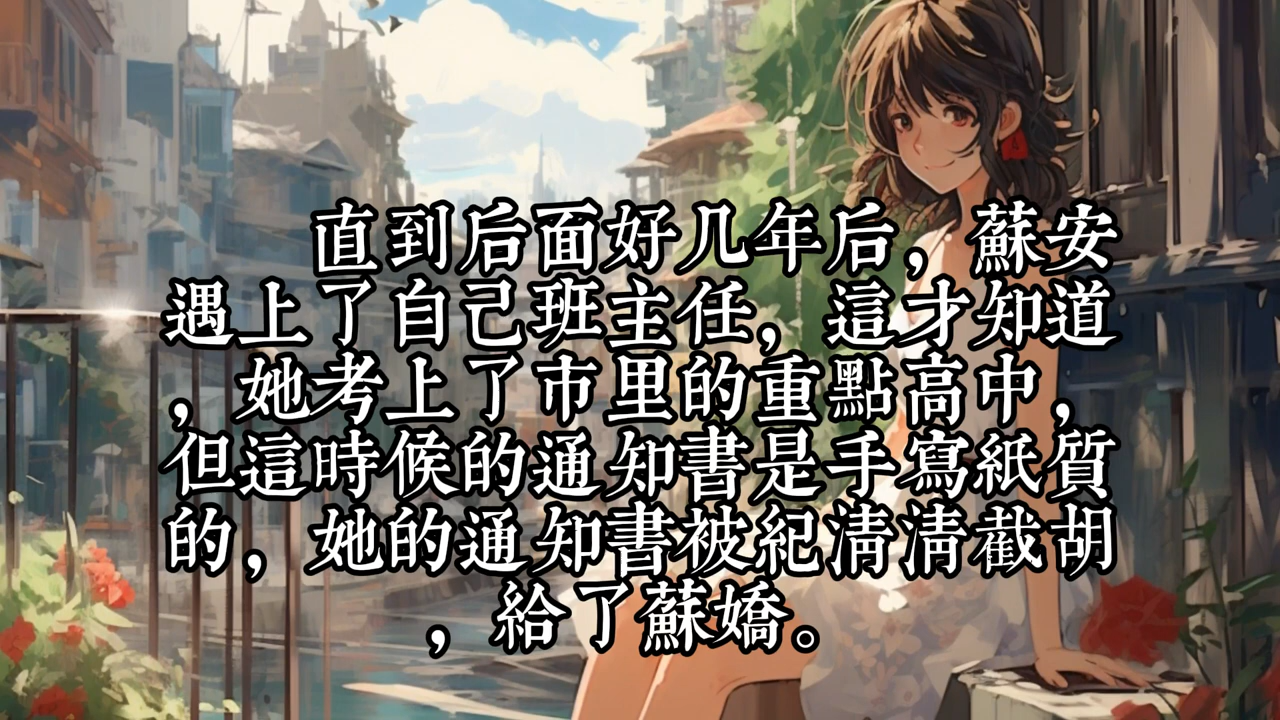 直到后面好几年后，蘇安
遇上了自己班主任，這才知道
，她考上了市里的重點高中，
但這時候的通知書是手寫紙質
的，她的通知書被紀清清截胡
，給了蘇嬌。